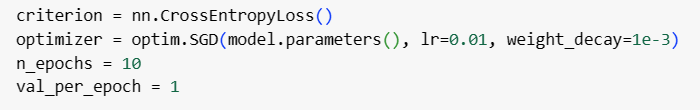 criterion = nn.CrossEntropyLoss()
optimizer = optim.SGD(model.parameters(), lr=0.01, weight_decay=1e-3)
n_epochs = 10
val_per_epoch = 1